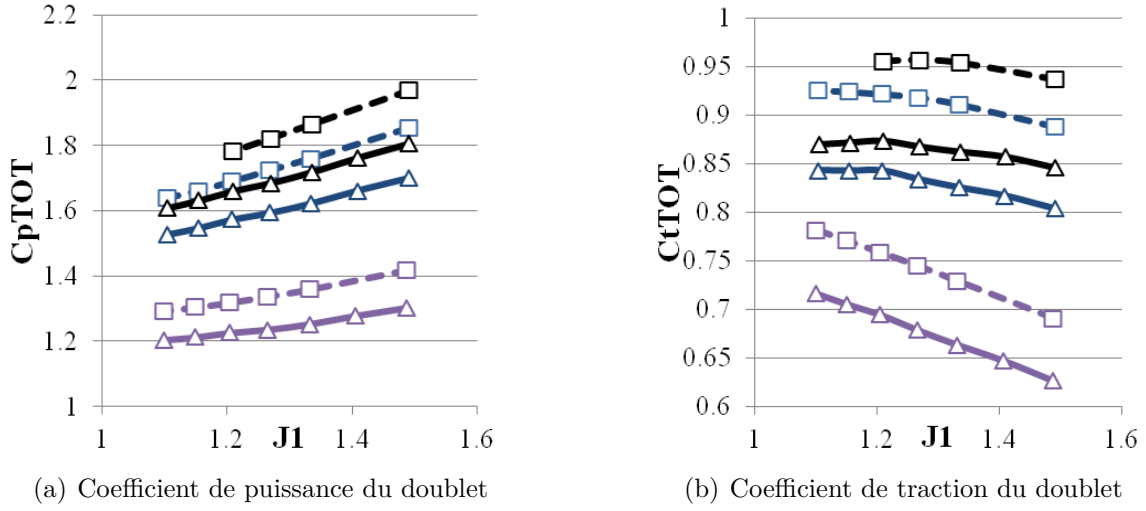 2.2
2
1.8
1.6
1.4
1.2
1
CpTOT
1 1.2 J1 1.4 1.6
(a) Coefficient de puissance du doublet
1
0.95
0.9
0.85
0.8
0.75
0.7
0.65
0.6
CtTOT
1 1.2 J1 1.4 1.6
(b) Coefficient de traction du doublet